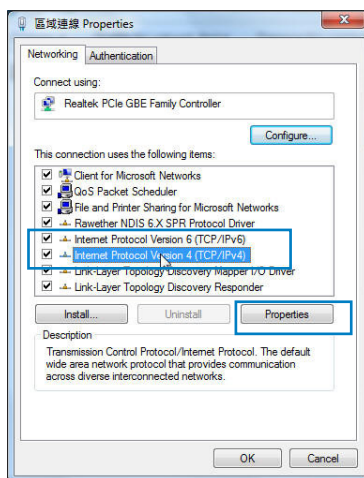 區域連線 Properties
Networking
Authentication
Connect using:
Realtek PCIe GBE Family Controller
Configure...
This connection uses the following items:
Client for Microsoft Networks
QoS Packet Scheduler
File and Printer Sharing for Microsoft Networks
Rawether NDIS 6.X SPR Protocol Driver
Internet Protocol Version 6 (TCP/IPv6)
Internet Protocol Version 4 (TCP/IPv4)
Link-Layer Topology Discovery Mapper I/O Driver
Link-Layer Topology Discovery Responder
Install...
Uninstall
Properties
Description
Transmission Control Protocol/Internet Protocol. The default
wide area network protocol that provides communication
across diverse interconnected networks.
OK
Cancel